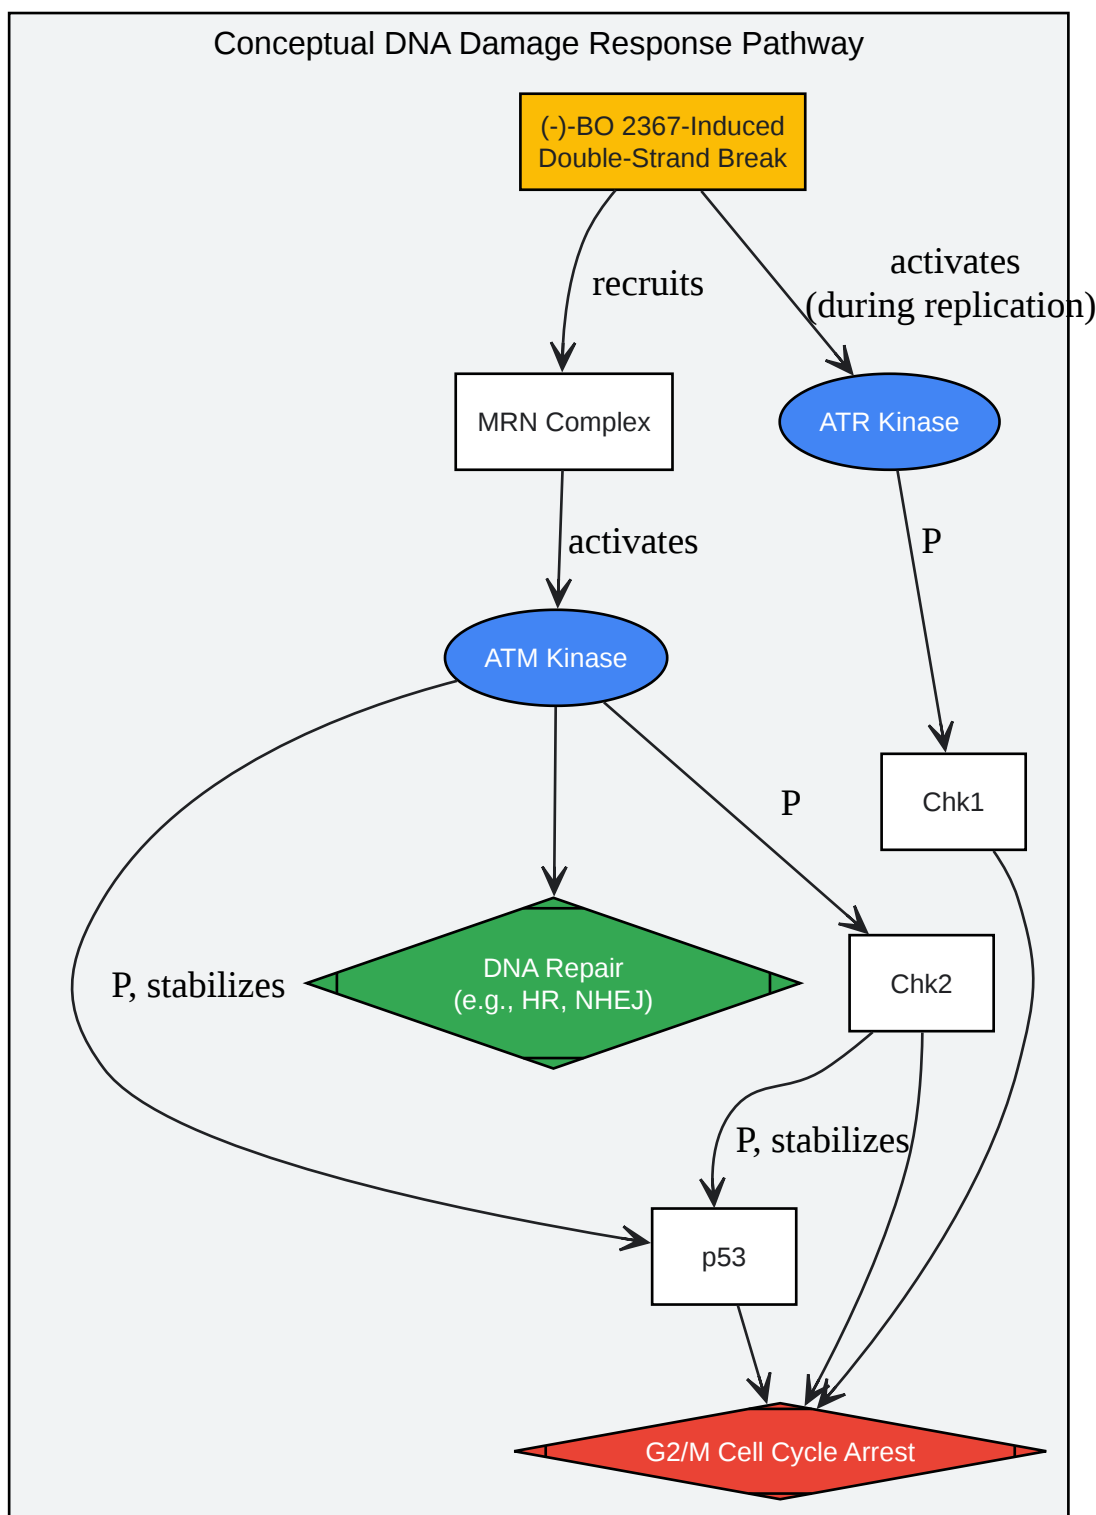 Conceptual DNA Damage Response Pathway
(-)-BO 2367-Induced
Double-Strand Break
recruits
activates
(during replication)
MRN Complex
ATR Kinase
activates
P
ATM Kinase
P
Chk1
P, stabilizes
DNA Repair
(e.g., HR, NHEJ)
Chk2
P, stabilizes
p53
G2/M Cell Cycle Arrest